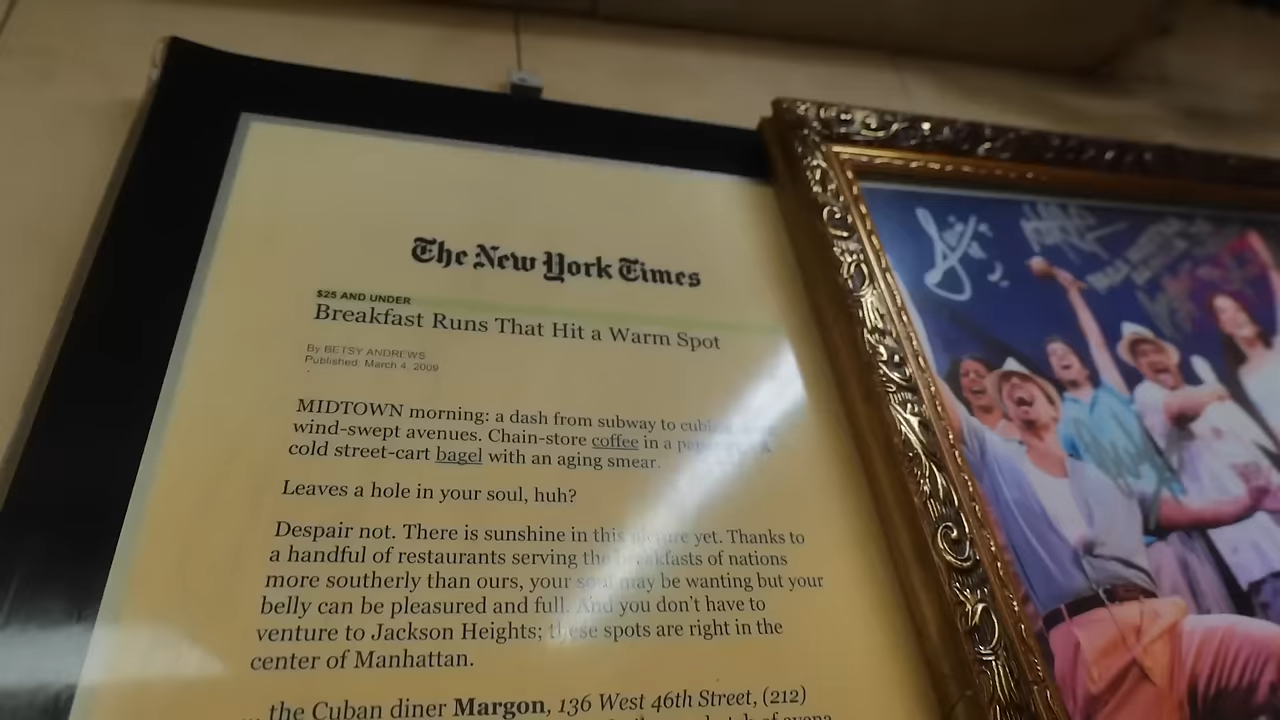 The New York Times
$25 AND UNDER
Breakfast Runs That Hit a Warm Spot
By BETSY ANDREWS
Published: March 4, 2009
MIDTOWN morning: a dash from subway to
wind-swept avenues. Chain-store coffee in a
cold street-cart bagel with an aging smear.
Leaves a hole in your soul, huh?
Despair not. There is sunshine in this picture yet. Thanks to
a handful of restaurants serving the breakfasts of nations
more southerly than ours, your soul may be wanting but your
belly can be pleasured and full. And you don't have to
venture to Jackson Heights; these spots are right in the
center of Manhattan.
the Cuban diner Margon, 136 West 46th Street, (212)